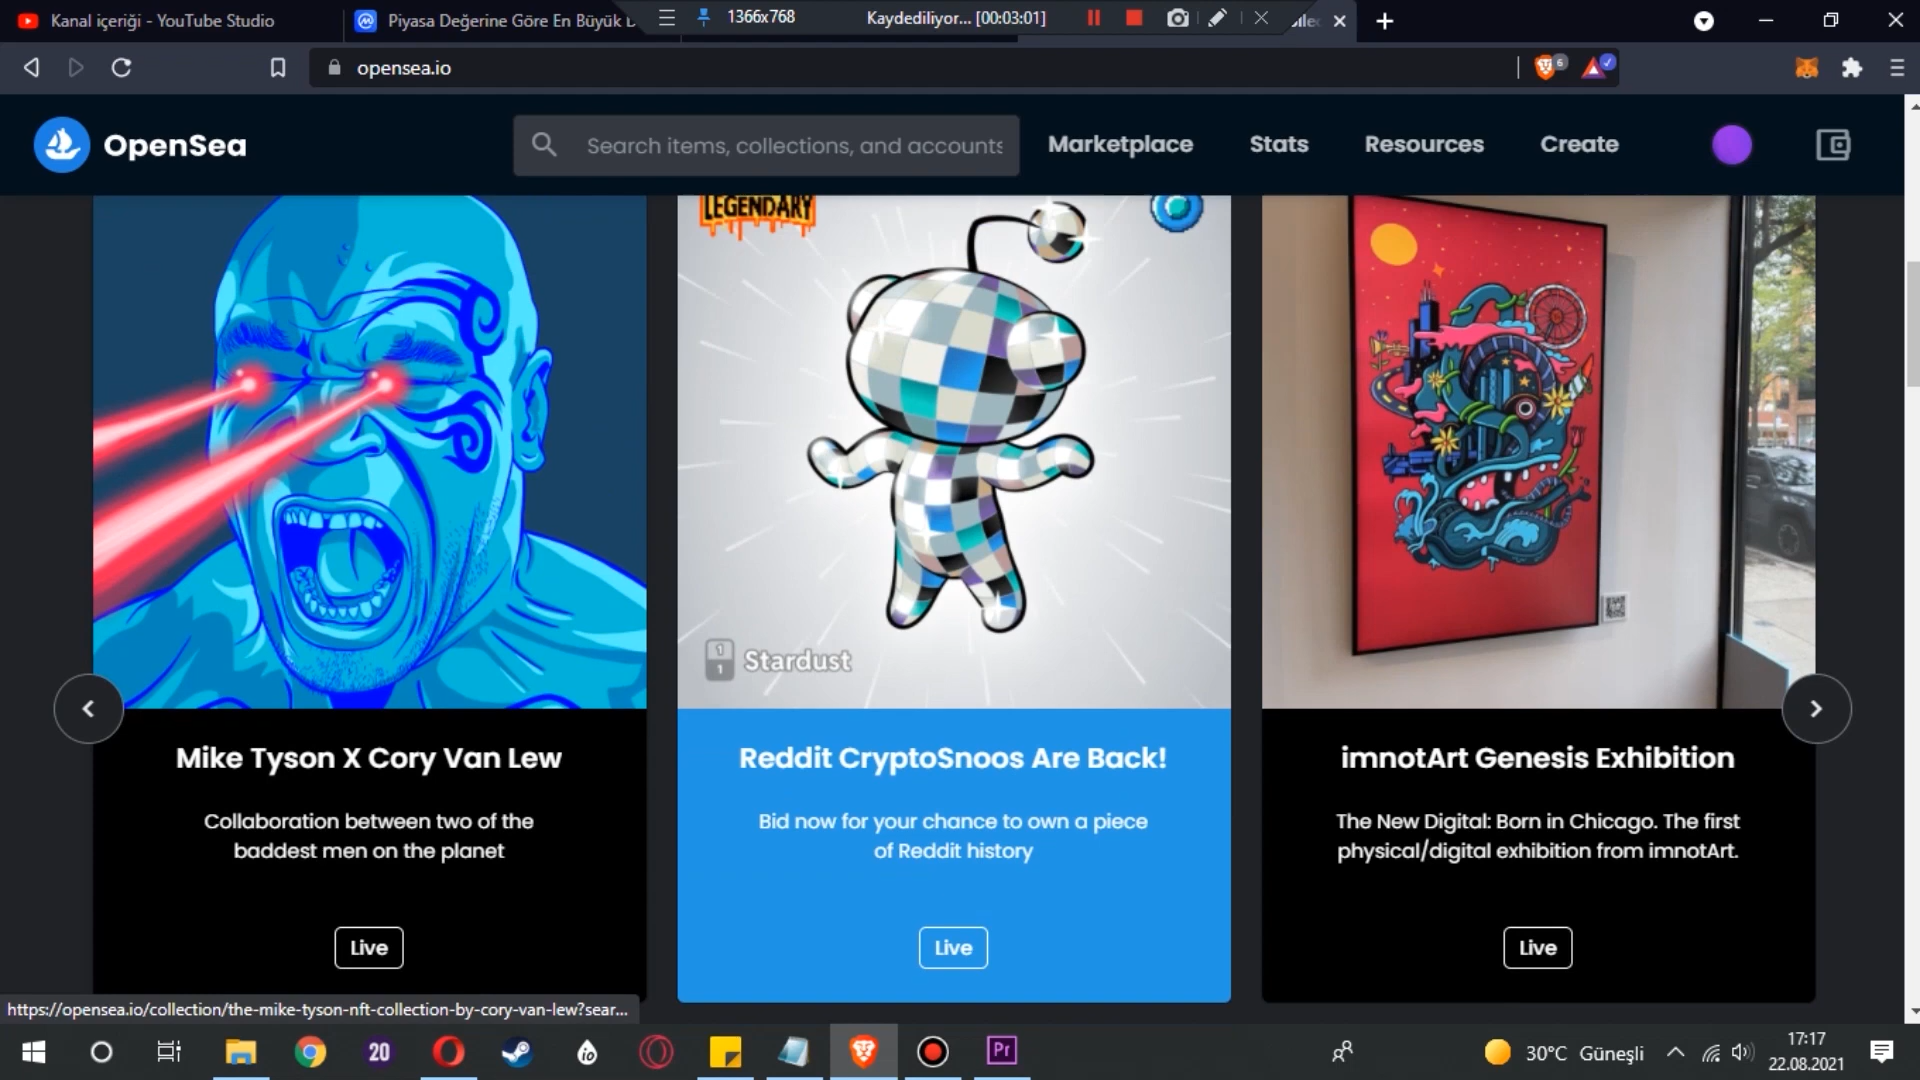 Kanal içeriği - YouTube Studio
Piyasa Değerine Göre En Büyük
1366x768
Kaydediliyor... [00:03:01]
opensea.io
6
OpenSea
Search items, collections, and accounts
Marketplace
Stats
Resources
Create
LEGENDARY
1
1
Stardust
Mike Tyson X Cory Van Lew
Collaboration between two of the
baddest men on the planet
Live
Reddit CryptoSnoos Are Back!
Bid now for your chance to own a piece
of Reddit history
Live
imnotArt Genesis Exhibition
The New Digital: Born in Chicago. The first
physical/digital exhibition from imnotArt.
Live
https://opensea.io/collection/the-mike-tyson-nft-collection-by-cory-van-lew?sear...
20
io
Pr
30°C Güneşli
17:17
22.08.2021